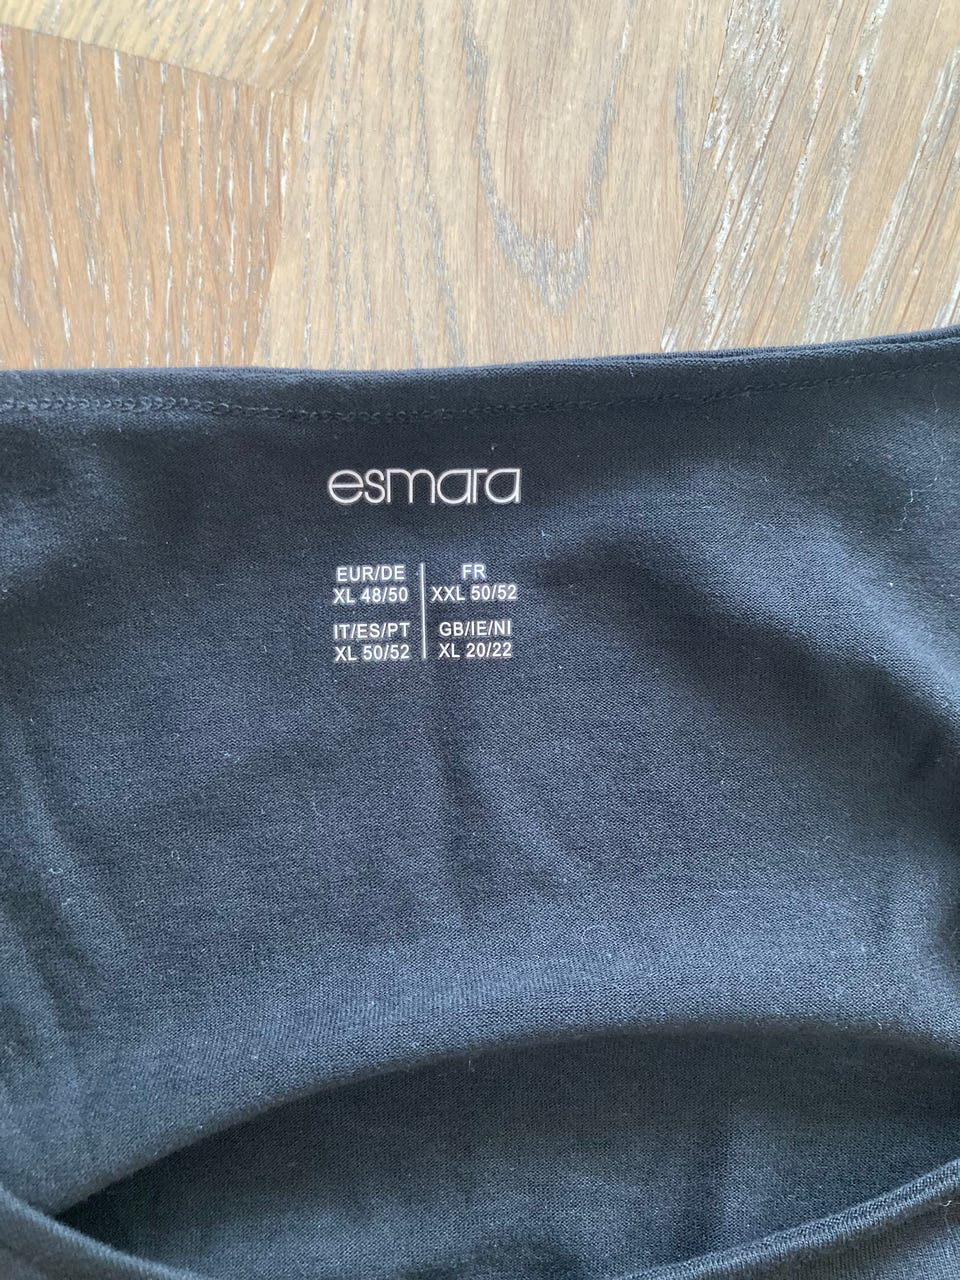 esmara
EUR/DE
XL 48/50
FR
XXL 50/52
IT/ES/PT
XL 50/52
GB/IE/NI
XL 20/22